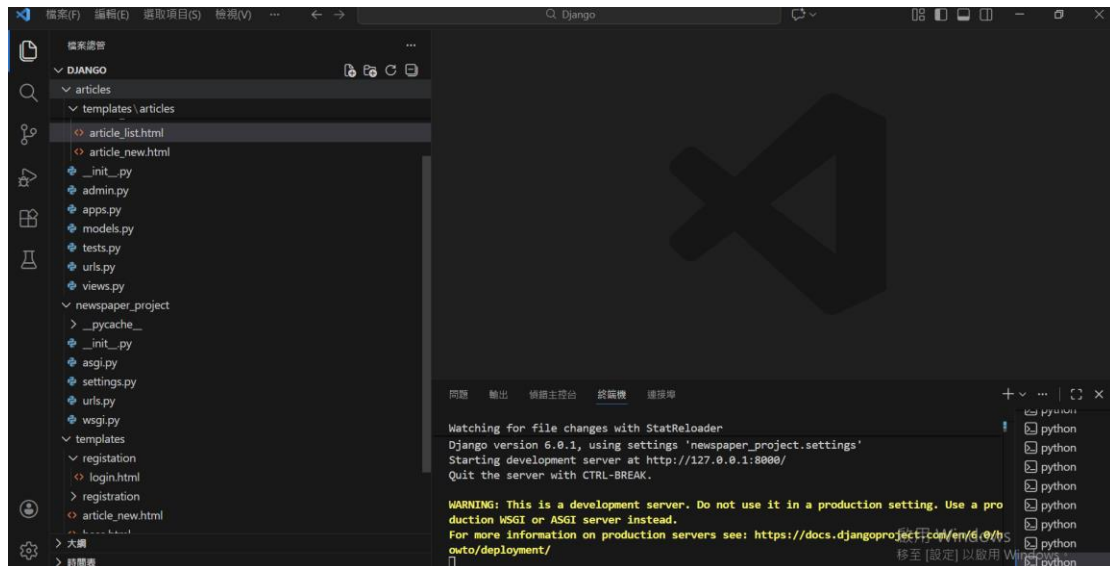 檔案(F) 編輯(E) 選取項目(S) 檢視(V) ··· Django
檔案總管 ···
DJANGO
articles
templates\articles
article_list.html
article_new.html
__init__.py
admin.py
apps.py
models.py
tests.py
urls.py
views.py
newspaper_project
__pycache__
__init__.py
asgi.py
settings.py
urls.py
wsgi.py
templates
registation
login.html
registration
article_new.html
base.html
大綱
時間表
問題 輸出 偵錯主控台 終端機 連接埠
Watching for file changes with StatReloader
Django version 6.0.1, using settings 'newspaper_project.settings'
Starting development server at http://127.0.0.1:8000/
Quit the server with CTRL-BREAK.
WARNING: This is a development server. Do not use it in a production setting. Use a pro
duction WSGI or ASGI server instead.
For more information on production servers see: https://docs.djangoproject.com/en/6.0/h
owto/deployment/
python
python
python
python
python
python
python
python
python
啟用 Windows
移至 [設定] 以啟用 Windows。